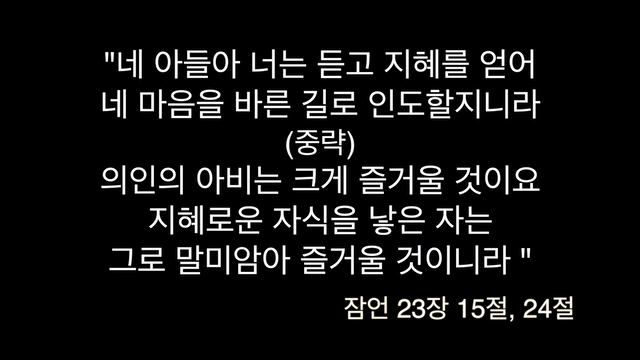 "네 아들아 너는 듣고 지혜를 얻어
네 마음을 바른 길로 인도할지니라
(중략)
의인의 아비는 크게 즐거울 것이요
지혜로운 자식을 낳은 자는
그로 말미암아 즐거울 것이니라 "
잠언 23장 15절, 24절